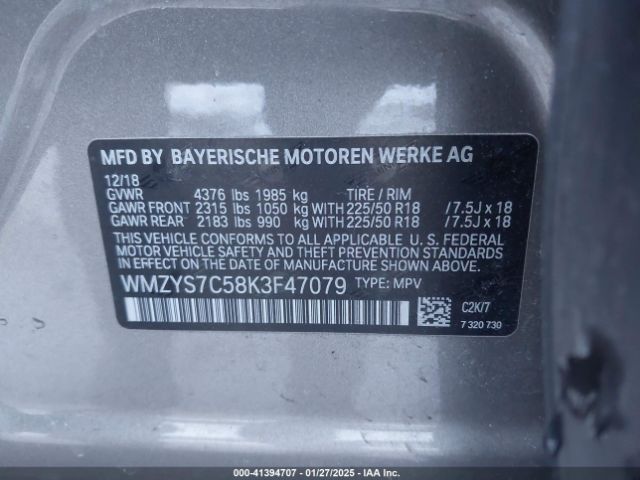 MFD BY BAYERISCHE MOTOREN WERKE AG
12/18
GVWR 4376 lbs 1985 kg TIRE / RIM
GAWR FRONT 2315 lbs 1050 kg WITH 225/50 R18 /7.5J x 18
GAWR REAR 2183 lbs 990 kg WITH 225/50 R18 /7.5J x 18
THIS VEHICLE CONFORMS TO ALL APPLICABLE U. S. FEDERAL
MOTOR VEHICLE SAFETY, BUMPER, AND THEFT PREVENTION
STANDARDS IN EFFECT ON THE DATE OF MANUFACTURE SHOWN
ABOVE.
WMZYS7C58K3F47079 TYPE: MPV
C2K/7
7 320 730
000-41394707 • 01/27/2025 • IAA Inc.